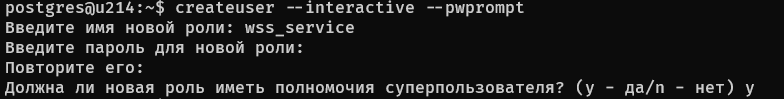 postgres@u214:~$ createuser --interactive --pwprompt
Введите имя новой роли: wss_service
Введите пароль для новой роли:
Повторите его:
Должна ли новая роль иметь полномочия суперпользователя? (y - да/n - нет) y